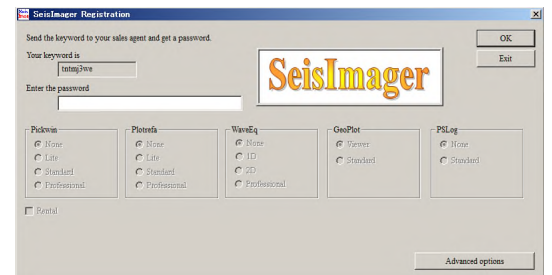 SeisImager Registration
Send the keyword to your sales agent and get a password.
Your keyword is
tntmj3we
Enter the password
OK
Exit
SeisImager
Pickwin
None
Lite
Standard
Professional
Plotrefa
None
Lite
Standard
Professional
WaveEq
None
1D
2D
Professional
GeoPlot
Viewer
Standard
PSLog
None
Standard
Rental
Advanced options